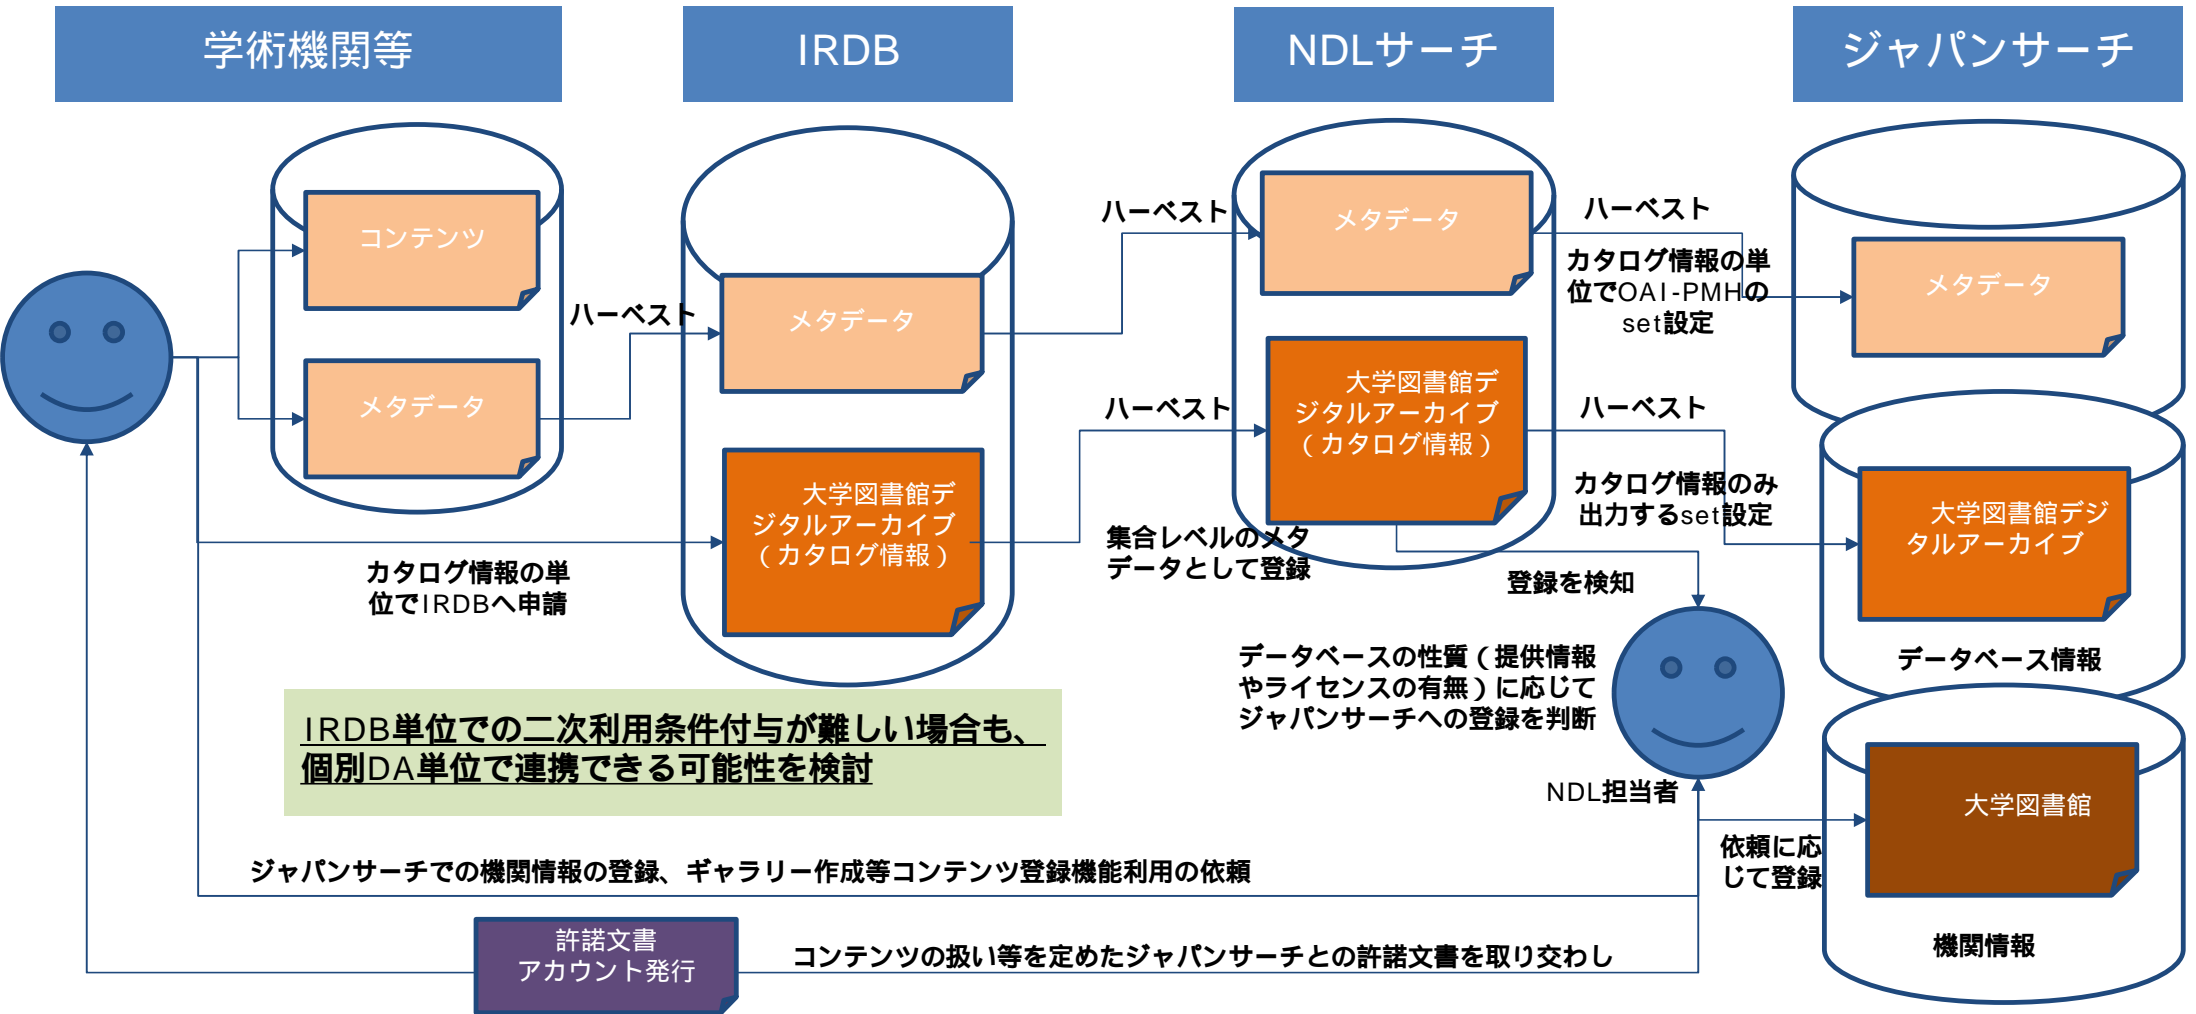 学術機関等
IRDB
NDLサーチ
ジャパンサーチ
コンテンツ
メタデータ
ハーベスト
メタデータ
大学図書館デ
ジタルアーカイブ
（カタログ情報）
カタログ情報の単
位でIRDBへ申請
ハーベスト
メタデータ
ハーベスト
大学図書館デ
ジタルアーカイブ
（カタログ情報）
集合レベルのメタ
データとして登録
ハーベスト
カタログ情報の単
位でOAI-PMHの
set設定
メタデータ
ハーベスト
カタログ情報のみ
出力するset設定
大学図書館デジ
タルアーカイブ
データベース情報
登録を検知
データベースの性質（提供情報
やライセンスの有無）に応じて
ジャパンサーチへの登録を判断
NDL担当者
IRDB単位での二次利用条件付与が難しい場合も、
個別DA単位で連携できる可能性を検討
大学図書館
依頼に応
じて登録
機関情報
ジャパンサーチでの機関情報の登録、ギャラリー作成等コンテンツ登録機能利用の依頼
許諾文書
アカウント発行
コンテンツの扱い等を定めたジャパンサーチとの許諾文書を取り交わし